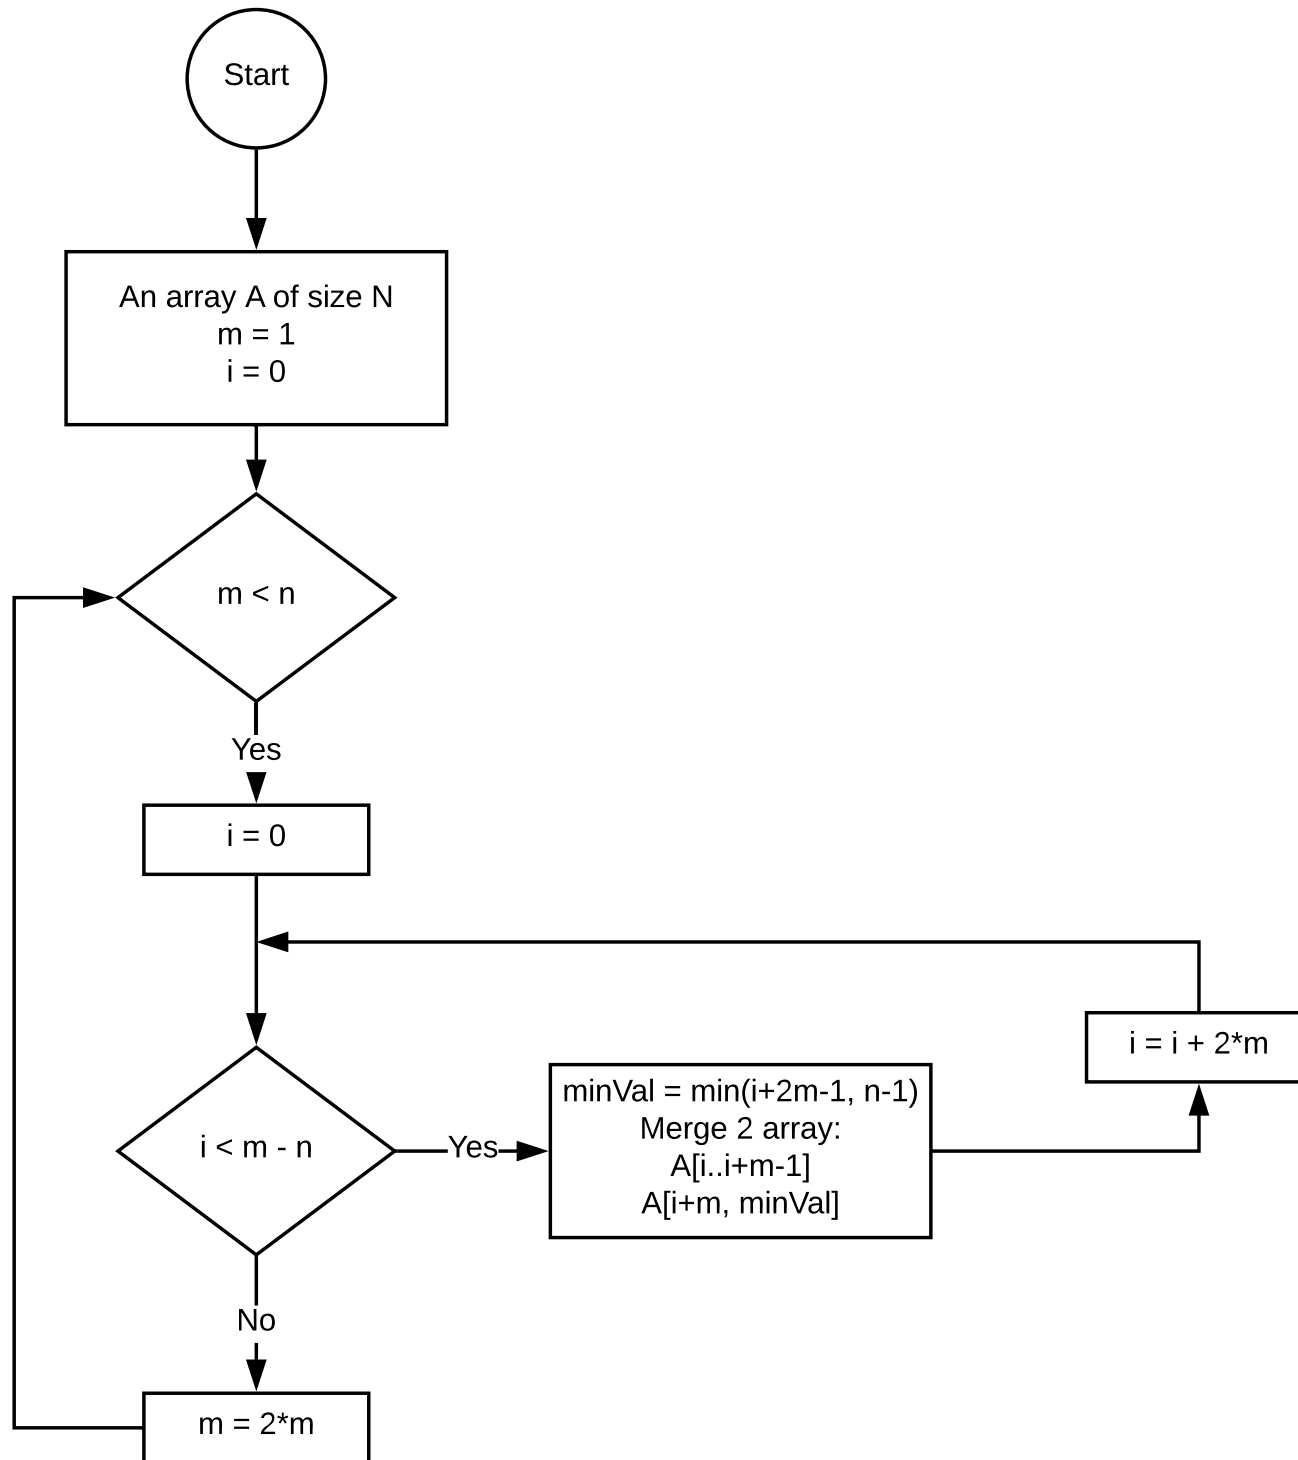 Start
An array A of size N
m = 1
i = 0
m < n
Yes
i = 0
i < m - n
Yes
minVal = min(i+2m-1, n-1)
Merge 2 array:
A[i..i+m-1]
A[i+m, minVal]
i = i + 2*m
No
m = 2*m